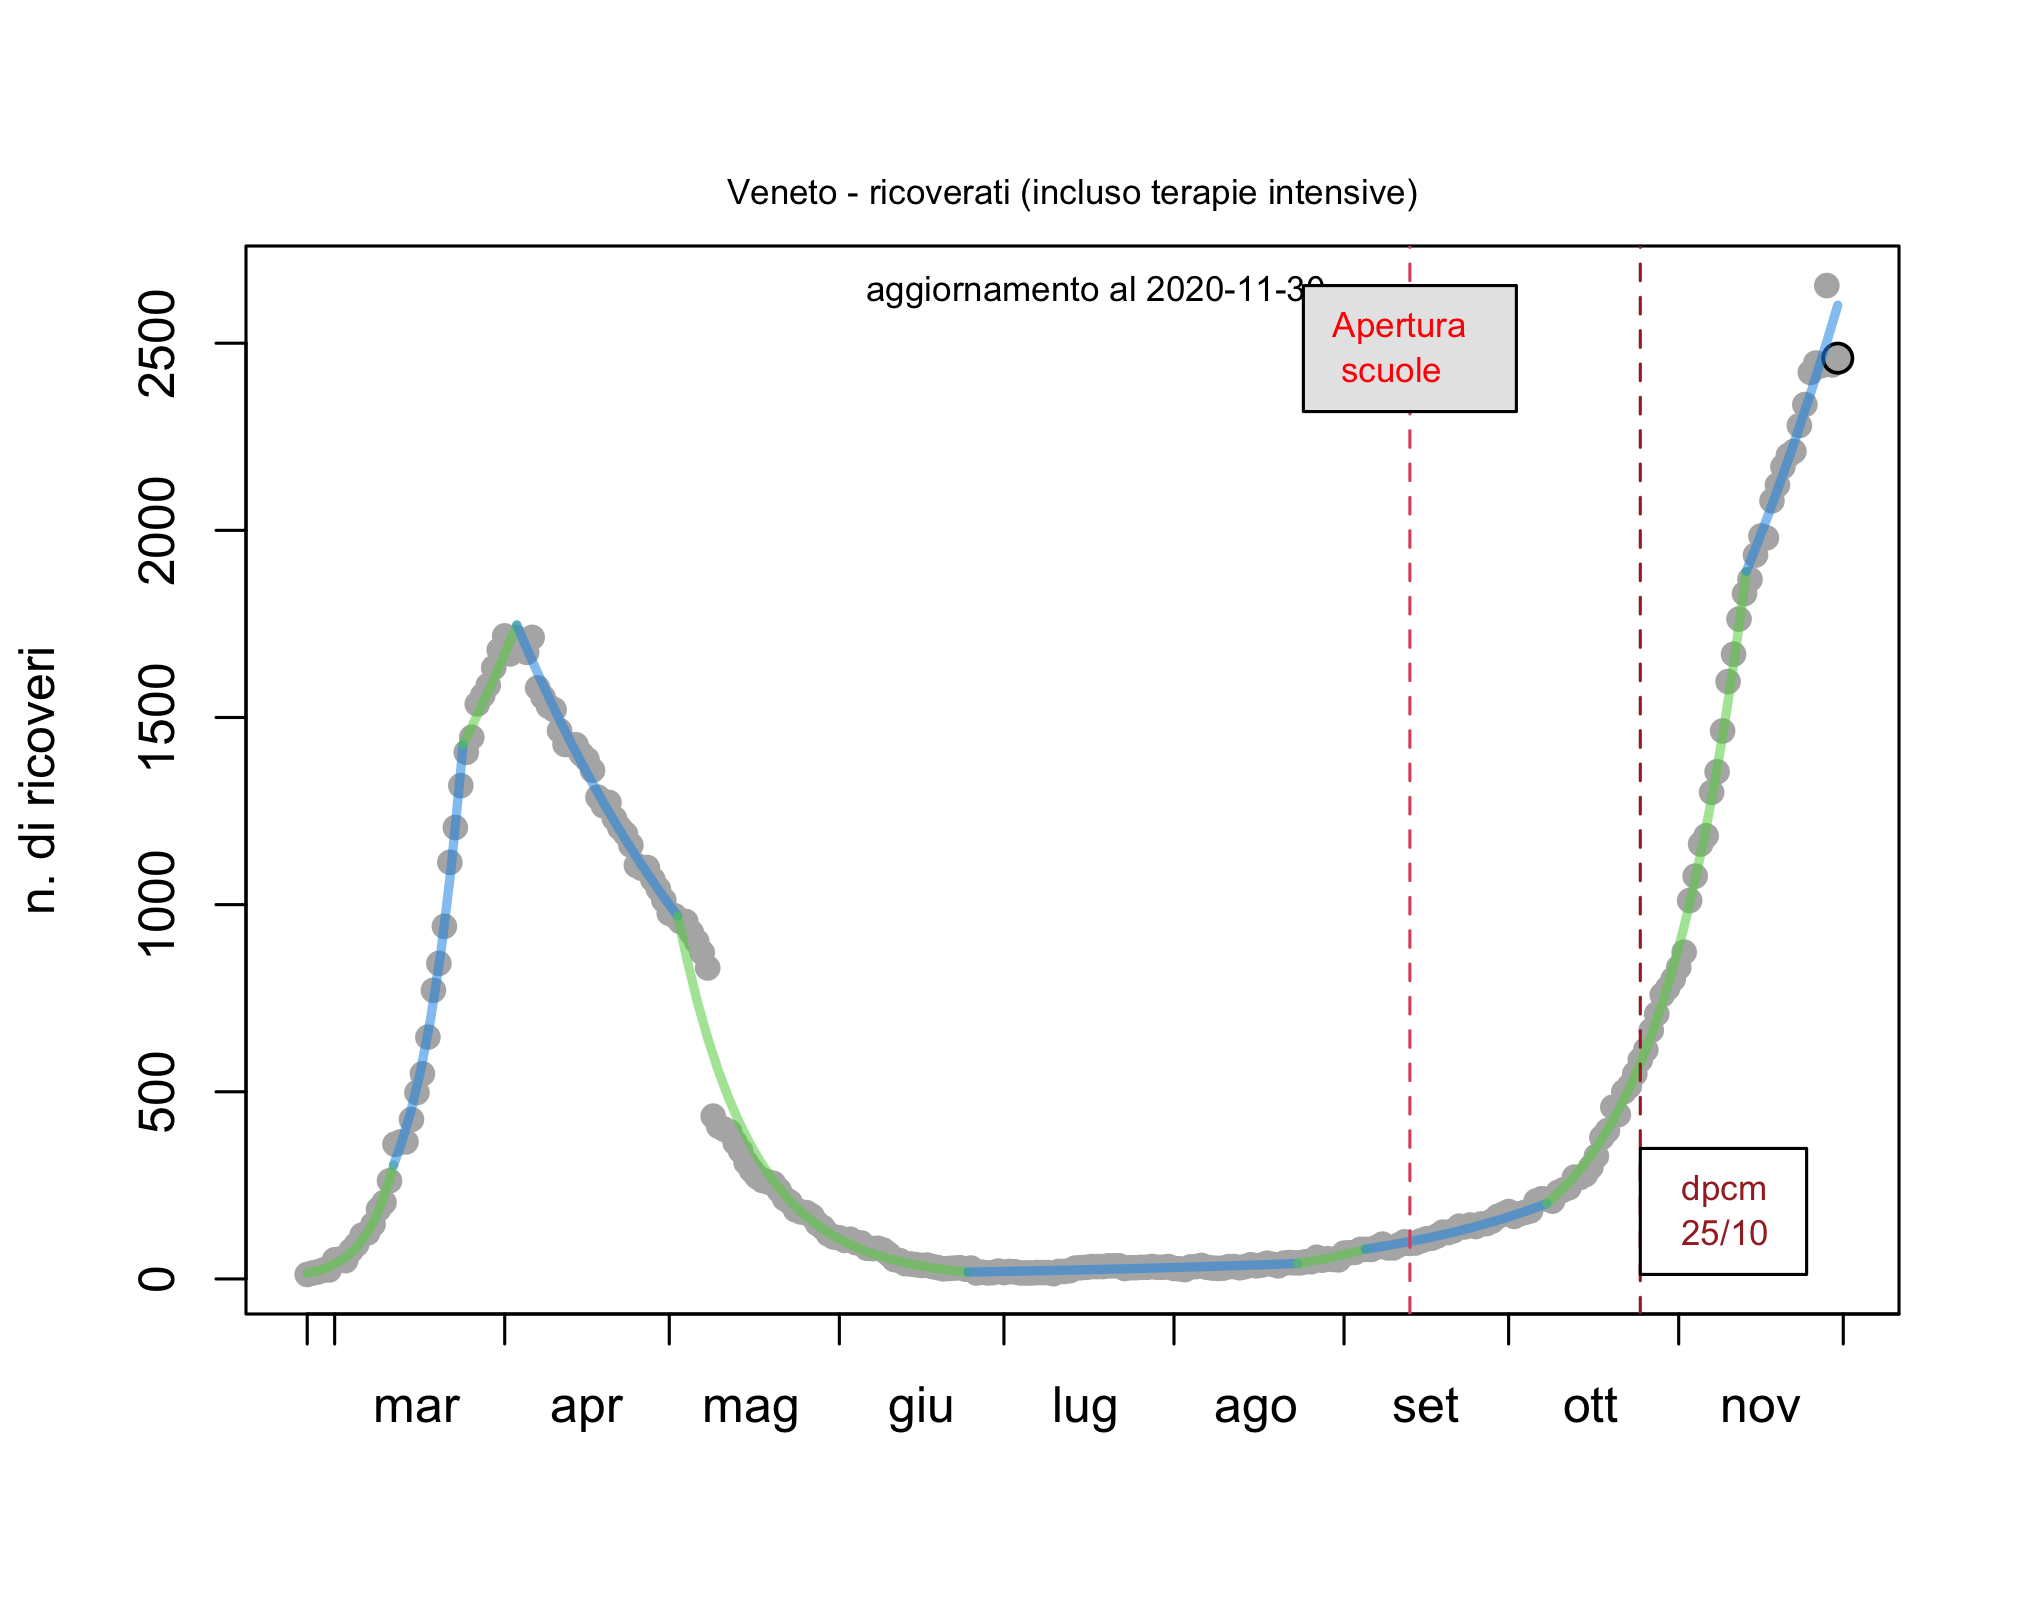 Veneto - ricoverati (incluso terapie intensive)
aggiornamento al 2020-11-30
Apertura
scuole
n. di ricoveri
2500
2000
1500
1000
500
0
dpcm
25/10
mar apr mag giu lug ago set ott nov